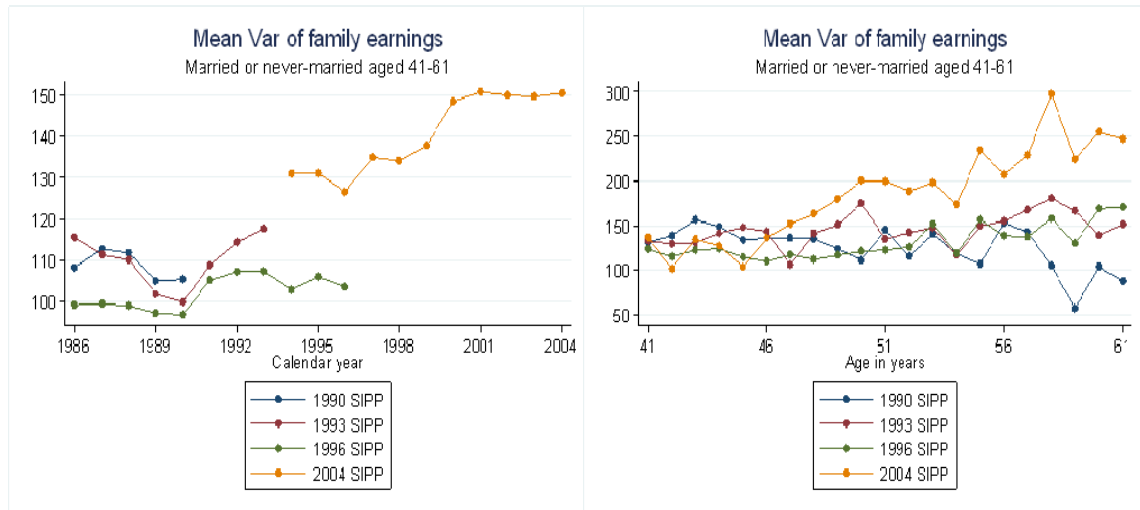 Mean Var of family earnings
Married or never-married aged 41-61
150
140
130
120
110
100
1986
1989
1992
1995
1998
2001
2004
Calendar year
1990 SIPP
1993 SIPP
1996 SIPP
2004 SIPP
Mean Var of family earnings
Married or never-married aged 41-61
300
250
200
150
100
50
41
46
51
56
61
Age in years
1990 SIPP
1993 SIPP
1996 SIPP
2004 SIPP